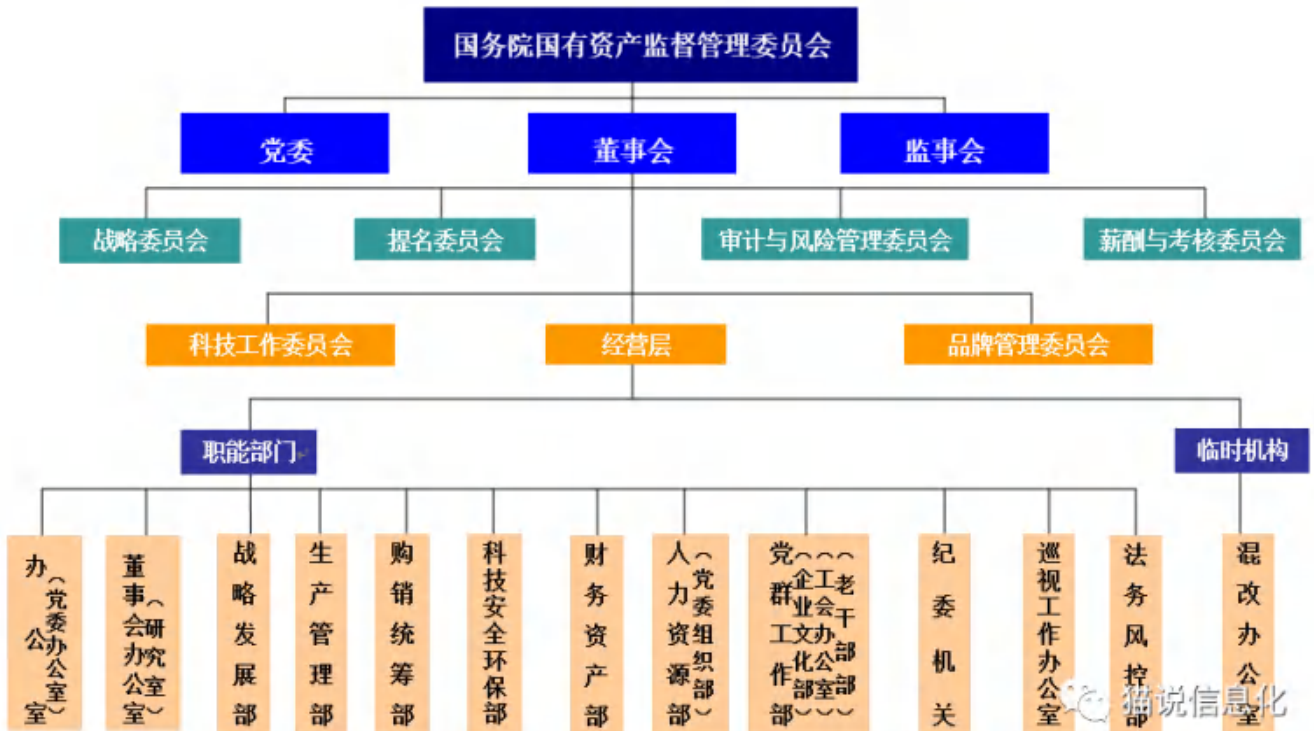 国务院国有资产监督管理委员会
党委
董事会
监事会
战略委员会
提名委员会
审计与风险管理委员会
薪酬与考核委员会
科技工作委员会
经营层
品牌管理委员会
职能部门
临时机构
办公室
（党委办公室）
董事会办公室
（研究室）
战略发展部
生产管理部
购销统筹部
科技安全环保部
财务资产部
人力资源部
（党委组织部）
党群工作部
（企业文化部）
（工会办公室）
（老干部部）
纪委机关
巡视工作办公室
法务风控部
混改办公室
猫说信息化